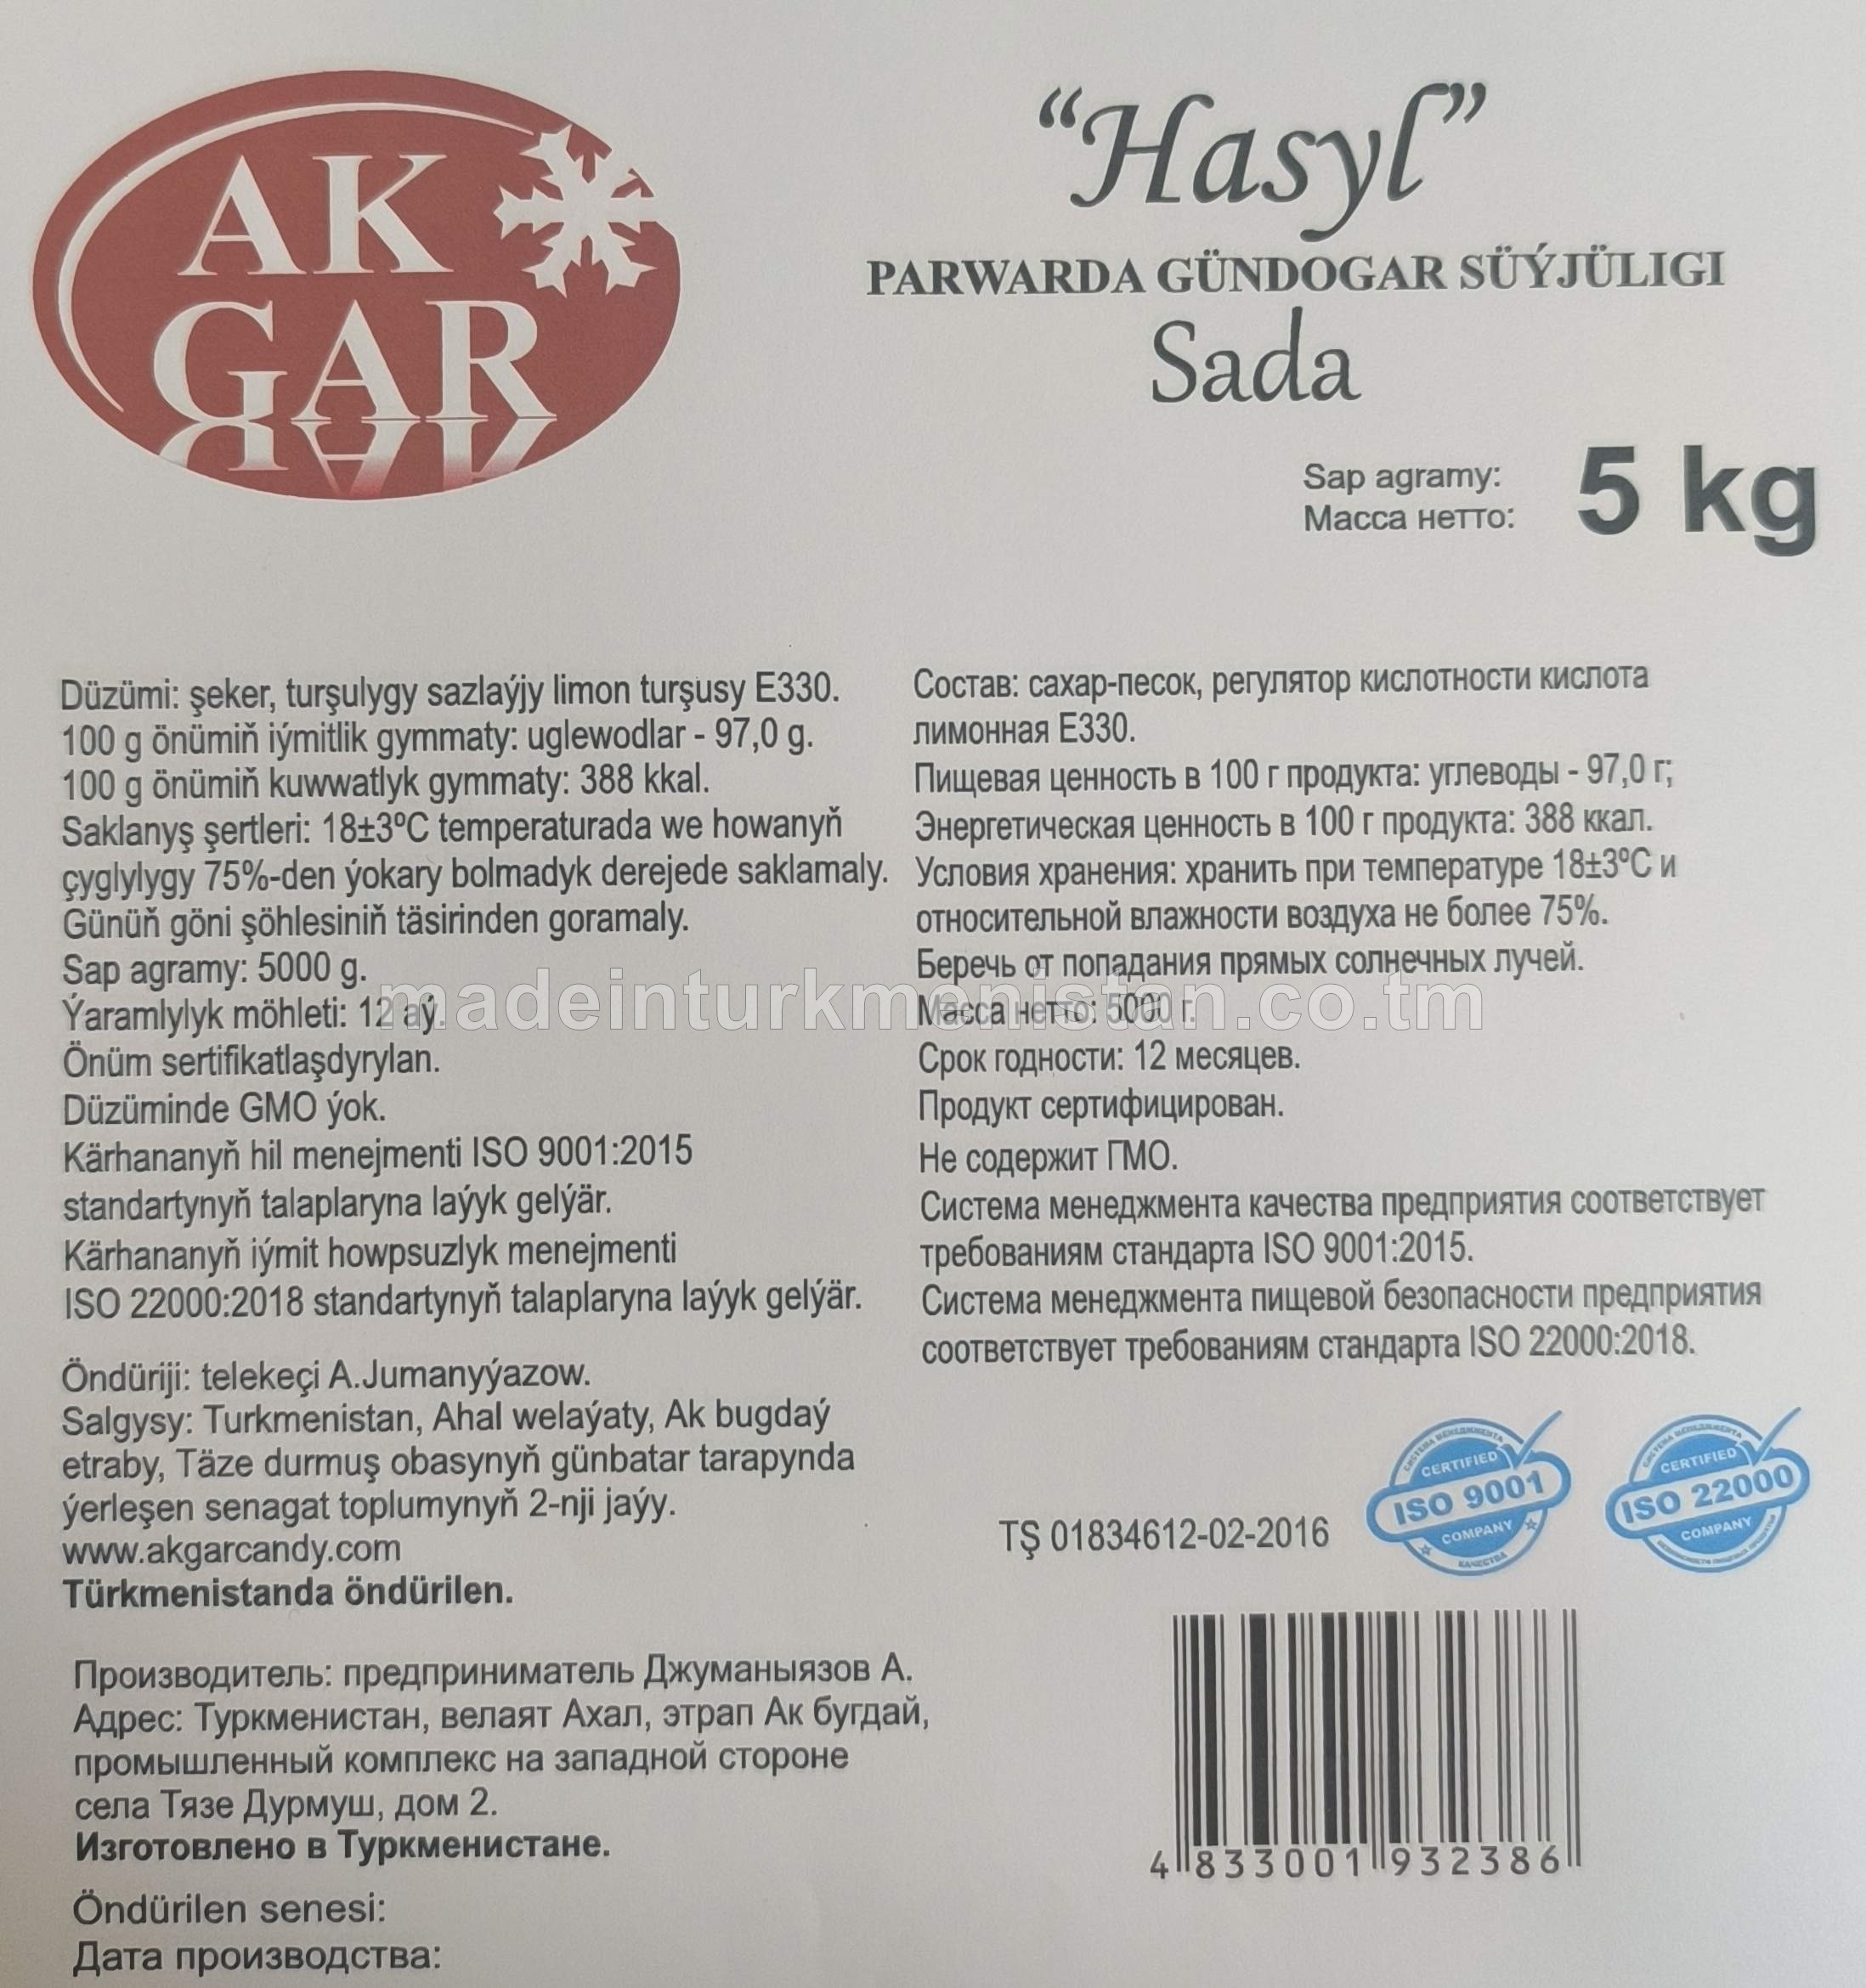 AK
GAR
“Hasyl”
PARWARDA GÜNDOGAR SÜÝJÜLIGI
Sada
Sap agramy:
Масса нетто:
5 kg
Düzümi: şeker, turşulygy sazlaýjy limon turşusy E330.
100 g önümiň iýmitlik gymmaty: uglewodlar - 97,0 g.
100 g önümiň kuwwatlyk gymmaty: 388 kkal.
Saklanyş şertleri: 18±3ºC temperaturada we howanyň
çyglylygy 75%-den ýokary bolmadyk derejede saklamaly.
Günüň göni şöhlesiniň täsirinden goramaly.
Sap agramy: 5000 g.
Ýaramlylyk möhleti: 12 aý.
Önüm sertifikatlaşdyrylan.
Düzüminde GMO ýok.
Kärhananyň hil menejmenti ISO 9001:2015
standartynyň talaplaryna laýyk gelýär.
Kärhananyň iýmit howpsuzlyk menejmenti
ISO 22000:2018 standartynyň talaplaryna laýyk gelýär.
Состав: сахар-песок, регулятор кислотности кислота
лимонная Е330.
Пищевая ценность в 100 г продукта: углеводы - 97,0 г;
Энергетическая ценность в 100 г продукта: 388 ккал.
Условия хранения: хранить при температуре 18±3ºС и
относительной влажности воздуха не более 75%.
Беречь от попадания прямых солнечных лучей.
Масса нетто: 5000 г.
Срок годности: 12 месяцев.
Продукт сертифицирован.
Не содержит ГМО.
Система менеджмента качества предприятия соответствует
требованиям стандарта ISO 9001:2015.
Система менеджмента пищевой безопасности предприятия
соответствует требованиям стандарта ISO 22000:2018.
madeinturkmenistan.co.tm
Öndüriji: telekeçi A.Jumanyýazow.
Salgysy: Turkmenistan, Ahal welaýaty, Ak bugdaý
etraby, Täze durmuş obasynyň günbatar tarapynda
ýerleşen senagat toplumynyň 2-nji jaýy.
www.akgarcandy.com
Türkmenistanda öndürilen.
TŞ 01834612-02-2016
СИСТЕМА МЕНЕДЖМЕНТА
CERTIFIED
ISO 9001
COMPANY
КАЧЕСТВА
СИСТЕМА МЕНЕДЖМЕНТА
CERTIFIED
ISO 22000
COMPANY
Производитель: предприниматель Джуманыязов А.
Адрес: Туркменистан, велаят Ахал, этрап Ак бугдай,
промышленный комплекс на западной стороне
села Тязе Дурмуш, дом 2.
Изготовлено в Туркменистане.
4 833001 932386
Öndürilen senesi:
Дата производства: